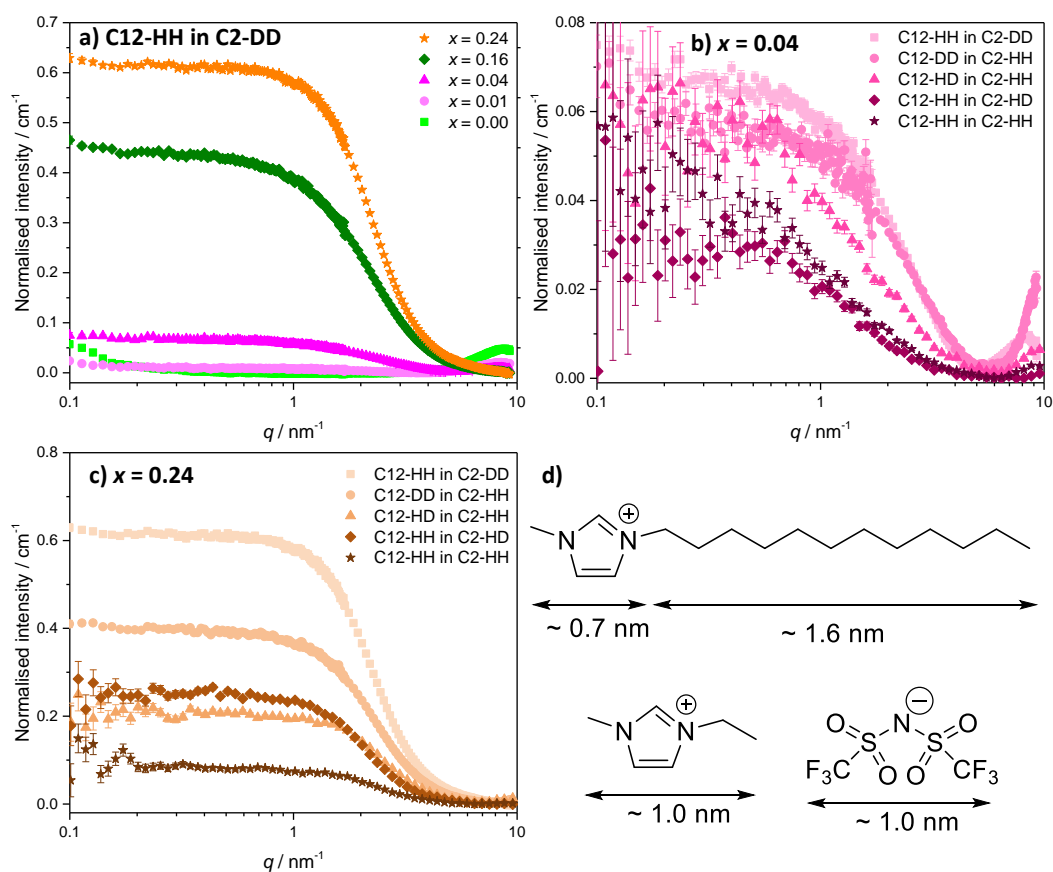 a) C12-HH in C2-DD
Normalised intensity / cm⁻¹
0.7
0.6
0.5
0.4
0.3
0.2
0.1
0.0
x = 0.24
x = 0.16
x = 0.04
x = 0.01
x = 0.00
0.1
1
10
q / nm⁻¹
b) x = 0.04
Normalised intensity / cm⁻¹
0.08
0.06
0.04
0.02
0.00
C12-HH in C2-DD
C12-DD in C2-HH
C12-HD in C2-HH
C12-HH in C2-HD
C12-HH in C2-HH
0.1
1
10
q / nm⁻¹
c) x = 0.24
Normalised intensity / cm⁻¹
0.8
0.6
0.4
0.2
0.0
C12-HH in C2-DD
C12-DD in C2-HH
C12-HD in C2-HH
C12-HH in C2-HD
C12-HH in C2-HH
0.1
1
10
q / nm⁻¹
d)
N + N
~ 0.7 nm
~ 1.6 nm
N + N
~ 1.0 nm
O N − O
S S
F₃C O O CF₃
~ 1.0 nm